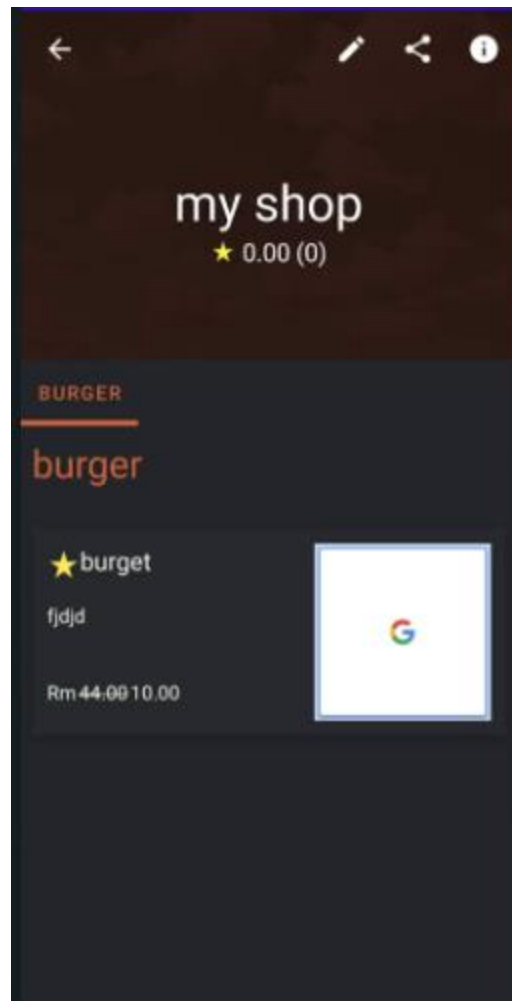 my shop
★ 0.00 (0)
BURGER
burger
★burget
fjdjd
Rm 44.00 10.00
G